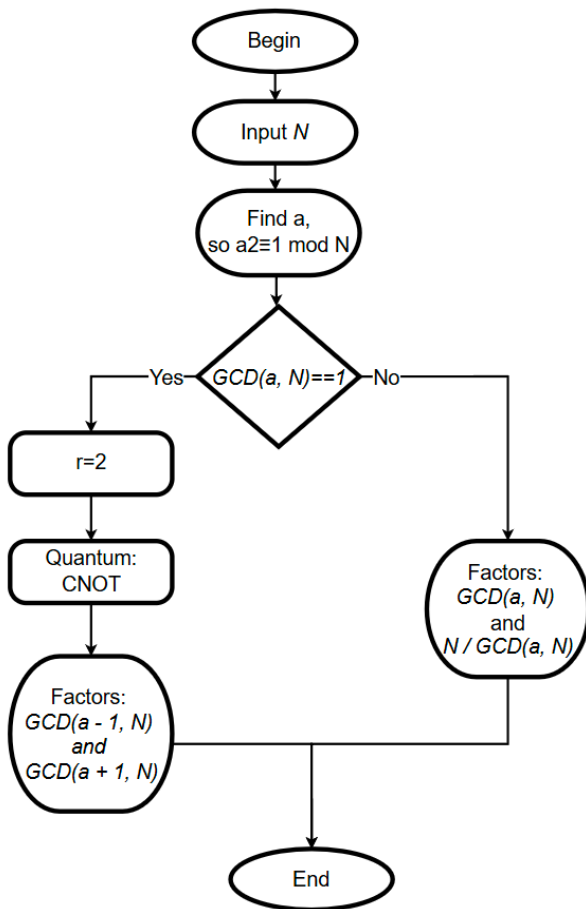 Begin
Input N
Find a,
so a2≡1 mod N
GCD(a, N)==1
Yes
No
r=2
Quantum:
CNOT
Factors:
GCD(a, N)
and
N / GCD(a, N)
Factors:
GCD(a - 1, N)
and
GCD(a + 1, N)
End